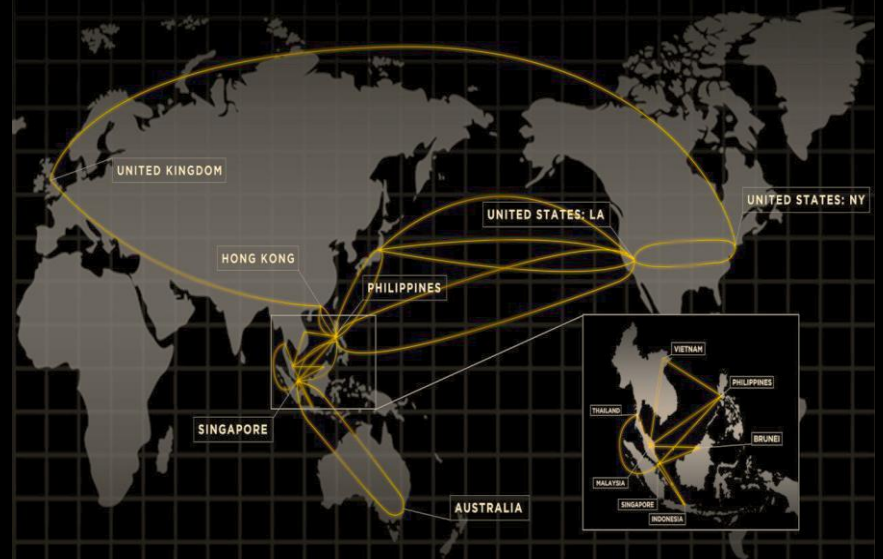 UNITED KINGDOM
UNITED STATES: NY
UNITED STATES: LA
HONG KONG
PHILIPPINES
SINGAPORE
AUSTRALIA
VIETNAM
PHILIPPINES
THAILAND
BRUNEI
MALAYSIA
SINGAPORE
INDONESIA